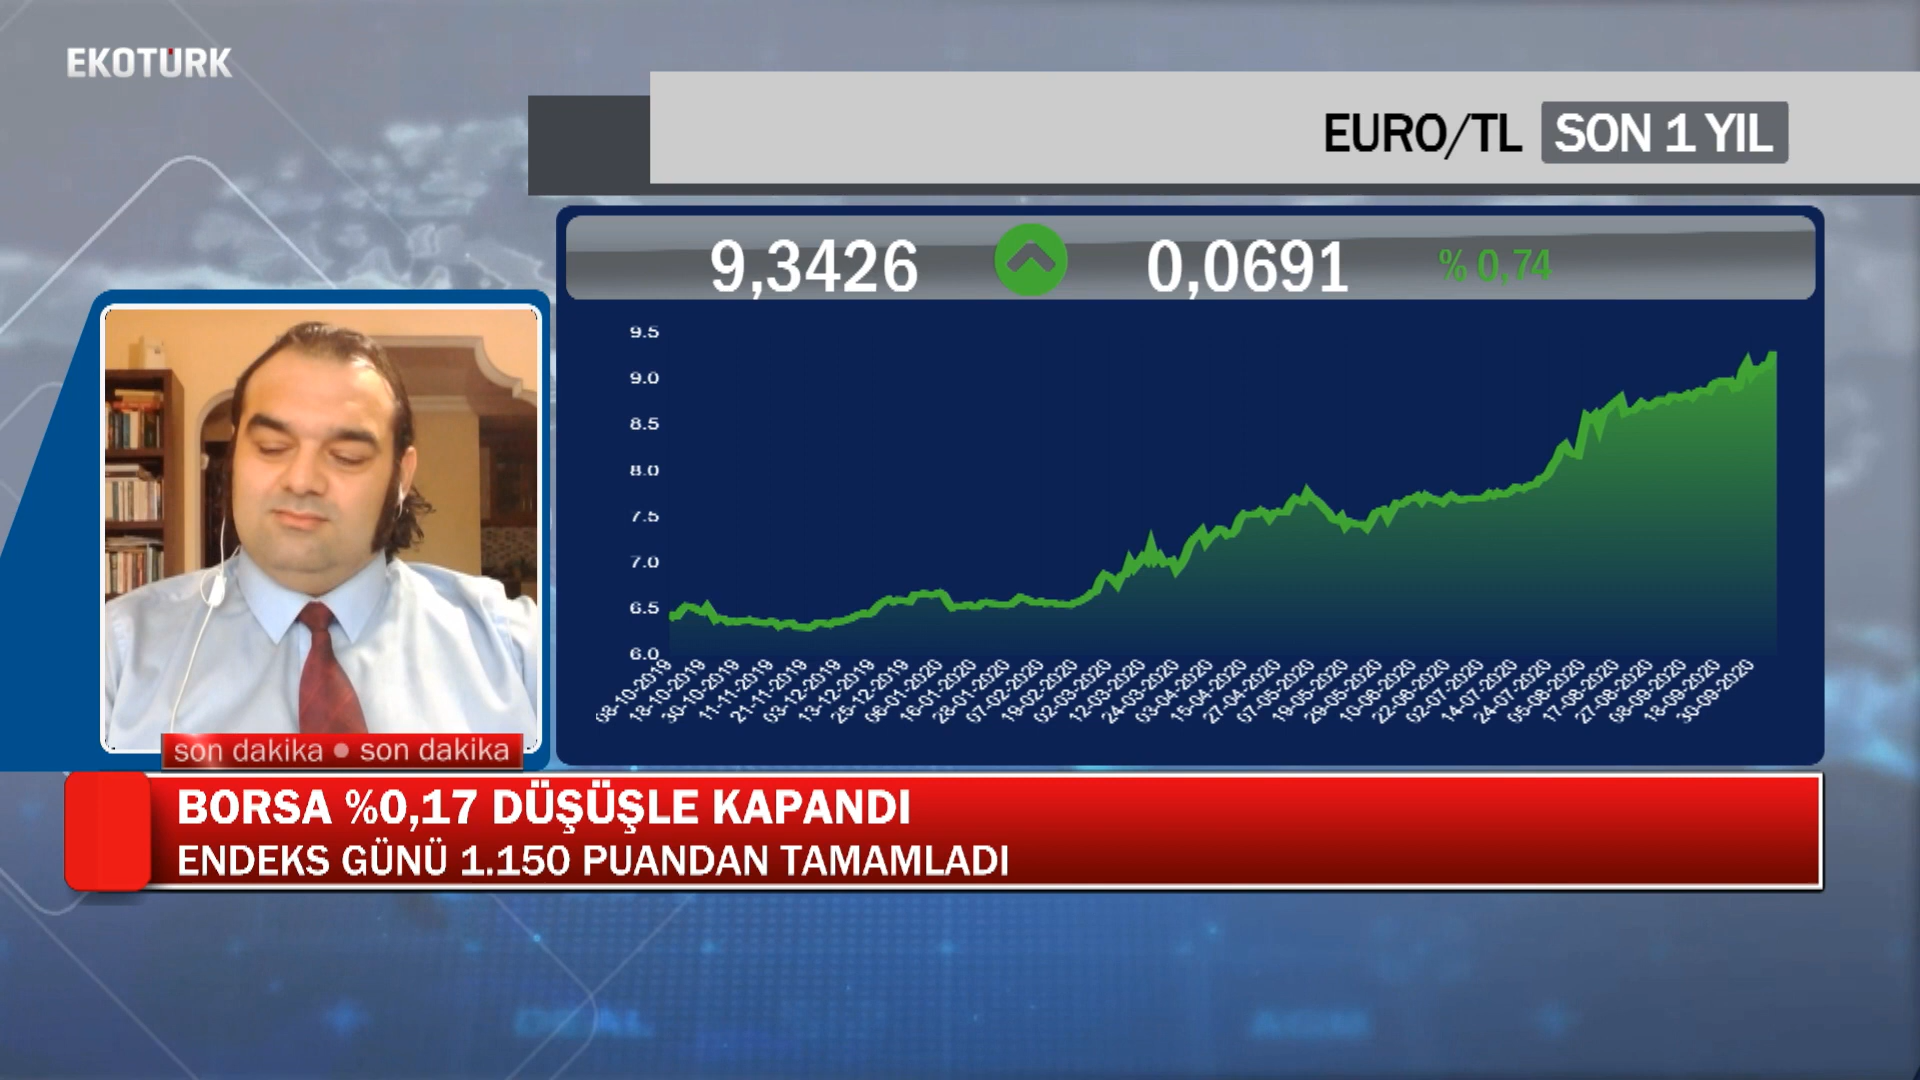 EKOTÜRK
EURO/TL SON 1 YIL
9,3426 0,0691 % 0,74
9.5
9.0
8.5
8.0
7.5
7.0
6.5
6.0
08-10-2019 18-10-2019 30-10-2019 11-11-2019 21-11-2019 03-12-2019 13-12-2019 25-12-2019 06-01-2020 16-01-2020 28-01-2020 07-02-2020 19-02-2020 02-03-2020 12-03-2020 24-03-2020 03-04-2020 15-04-2020 27-04-2020 07-05-2020 19-05-2020 29-05-2020 10-06-2020 22-06-2020 02-07-2020 14-07-2020 24-07-2020 05-08-2020 17-08-2020 27-08-2020 08-09-2020 18-09-2020 30-09-2020
son dakika ● son dakika
BORSA %0,17 DÜŞÜŞLE KAPANDI
ENDEKS GÜNÜ 1.150 PUANDAN TAMAMLADI